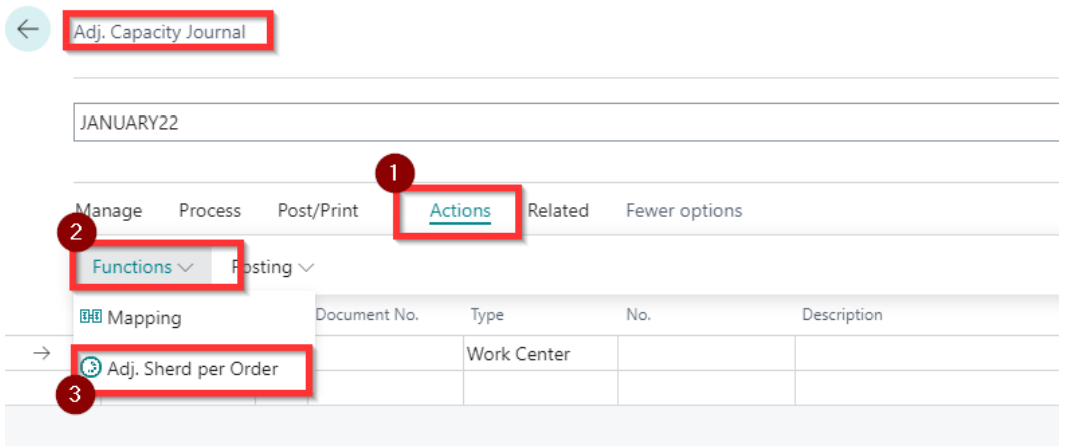 Adj. Capacity Journal
JANUARY22
1
Manage Process Post/Print Actions Related Fewer options
2
Functions Posting
Document No. Type No. Description
Mapping
Work Center
Adj. Sherd per Order
3